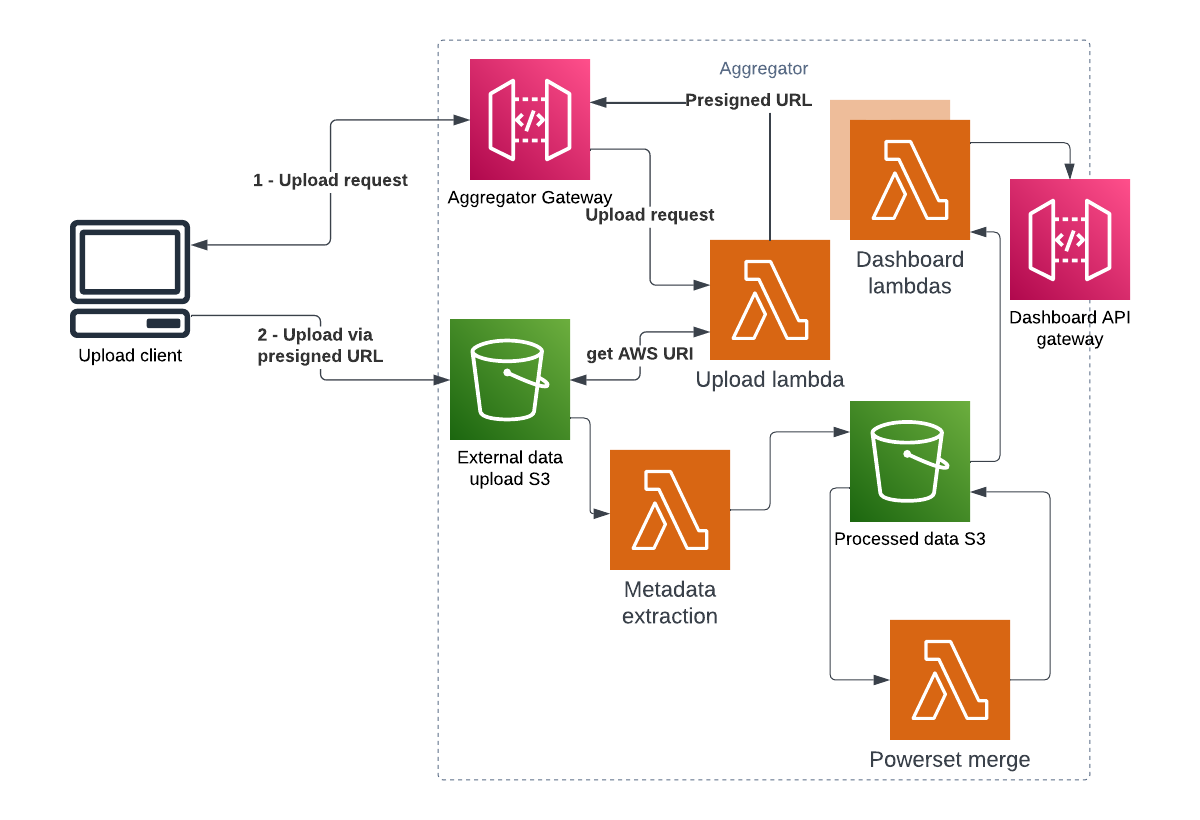 Aggregator
Presigned URL
1 - Upload request
Aggregator Gateway
Upload request
Dashboard
lambdas
Dashboard API
gateway
2 - Upload via
presigned URL
Upload client
get AWS URI
Upload lambda
External data
upload S3
Processed data S3
Metadada
extraction
Powerset merge